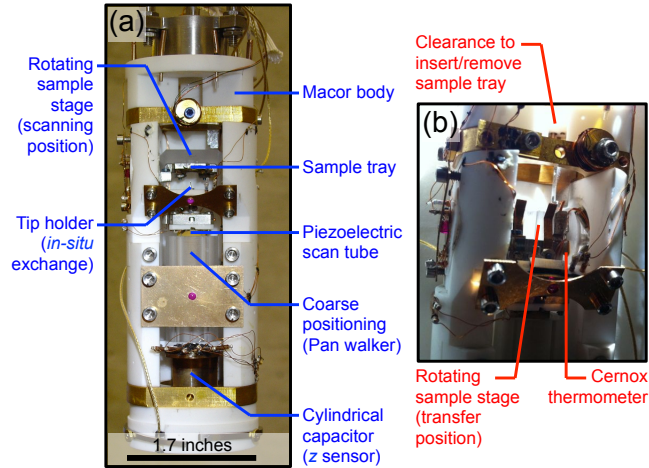 (a)
Rotating
sample
stage
(scanning
position)
Tip holder
(in-situ
exchange)
Macor body
Sample tray
Piezoelectric
scan tube
Coarse
positioning
(Pan walker)
Cylindrical
capacitor
(z sensor)
1.7 inches
Clearance to
insert/remove
sample tray
(b)
Rotating
sample stage
(transfer
position)
Cernox
thermometer